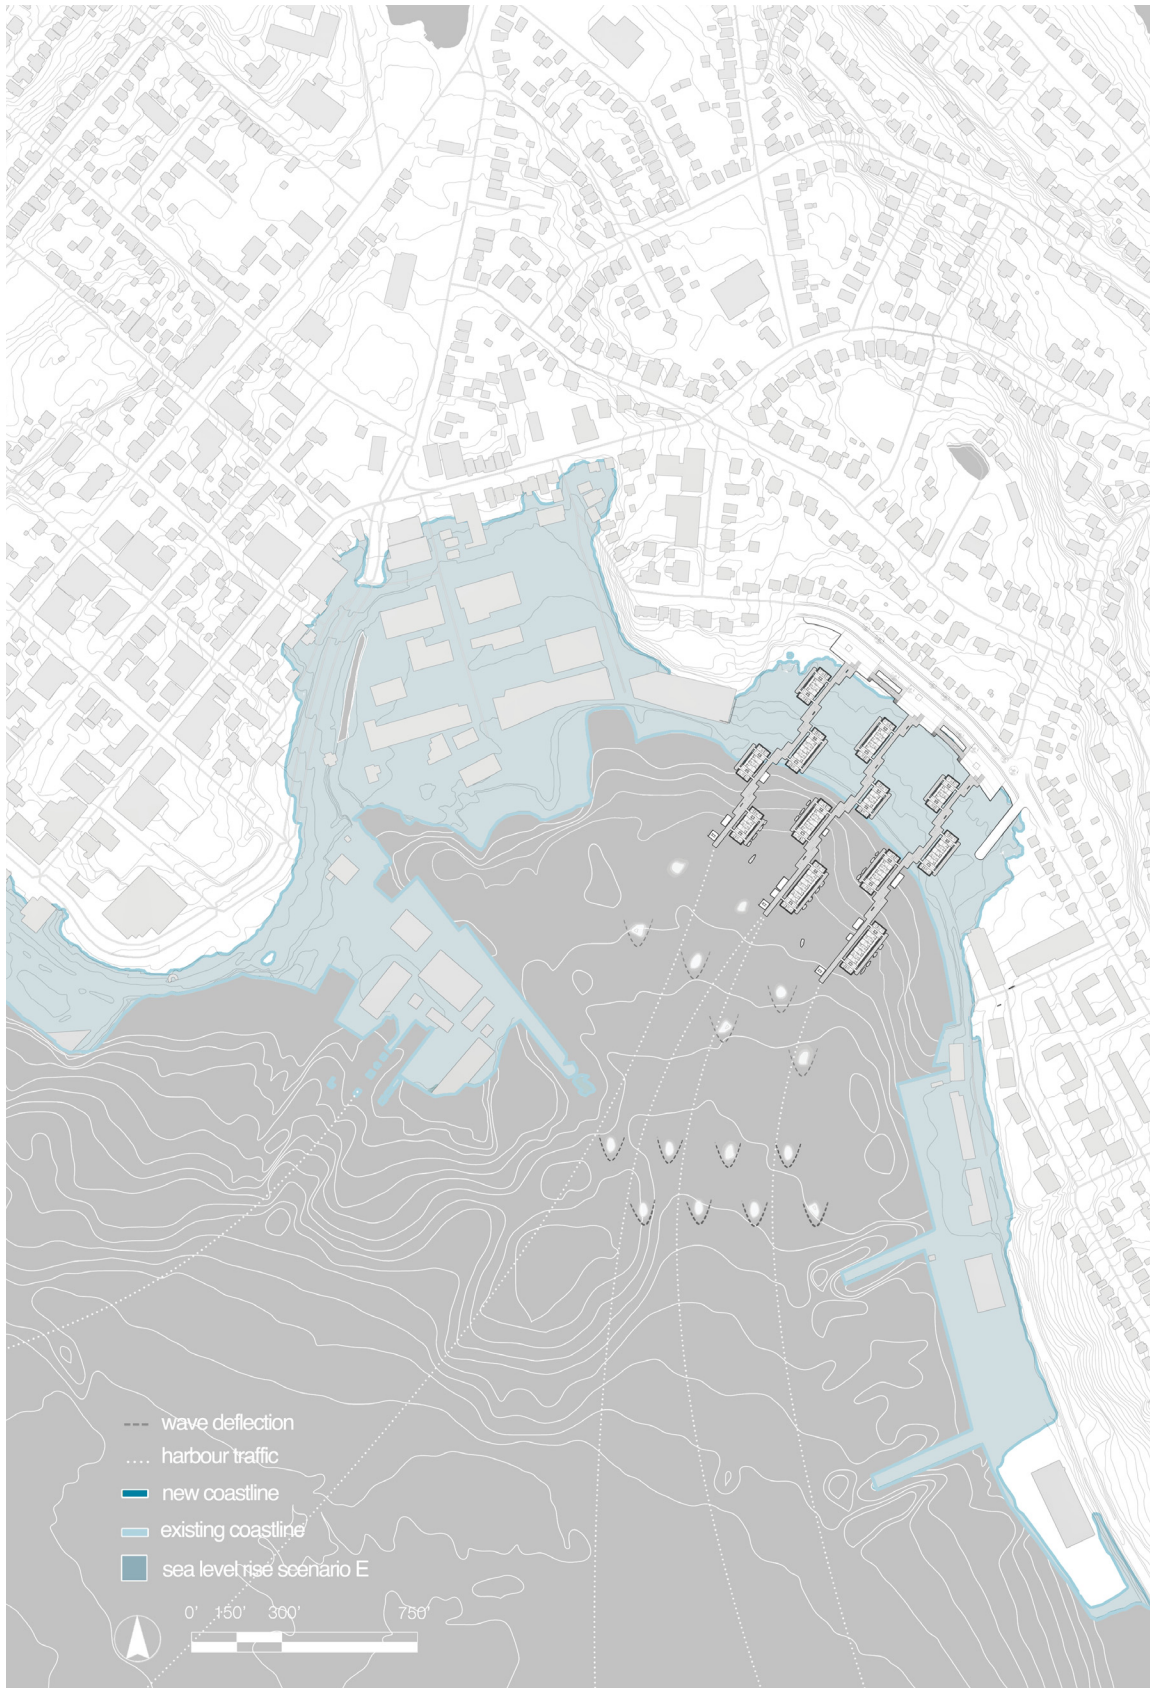 wave deflection
harbour traffic
new coastline
existing coastline
sea level rise scenario E
0' 150' 300' 750'